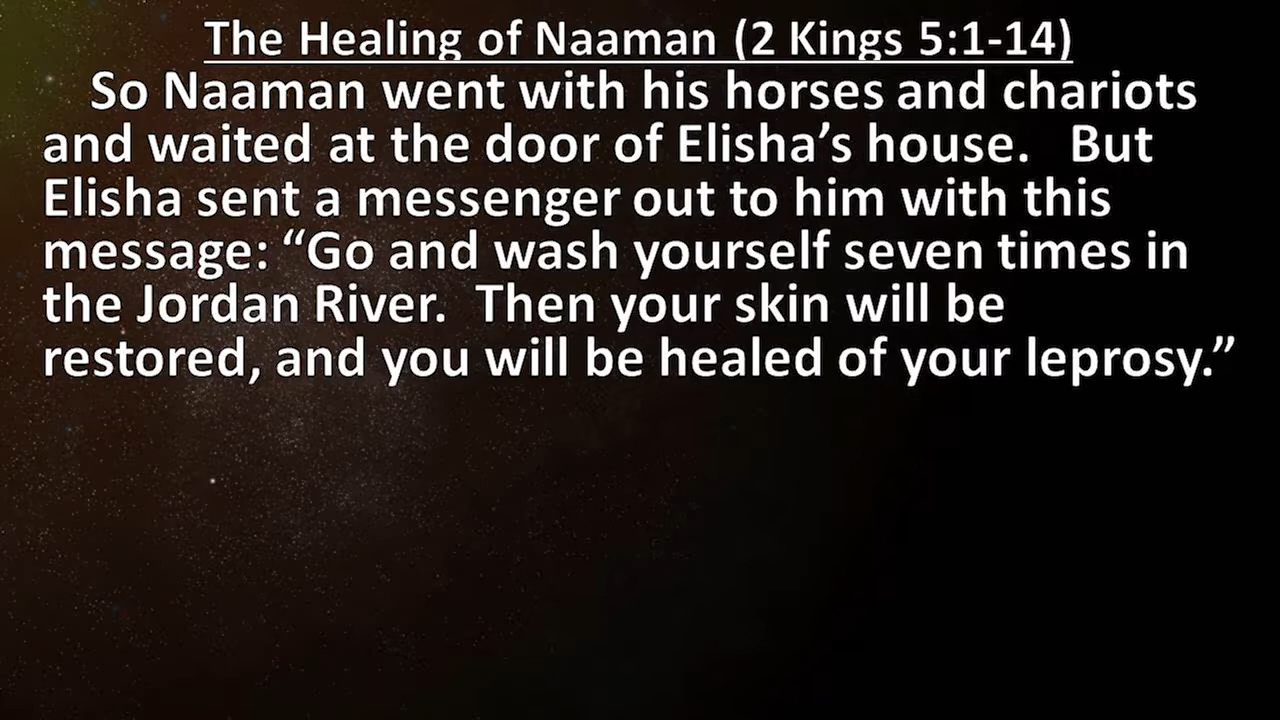 The Healing of Naaman (2 Kings 5:1-14)
So Naaman went with his horses and chariots
and waited at the door of Elisha’s house. But
Elisha sent a messenger out to him with this
message: “Go and wash yourself seven times in
the Jordan River. Then your skin will be
restored, and you will be healed of your leprosy.”